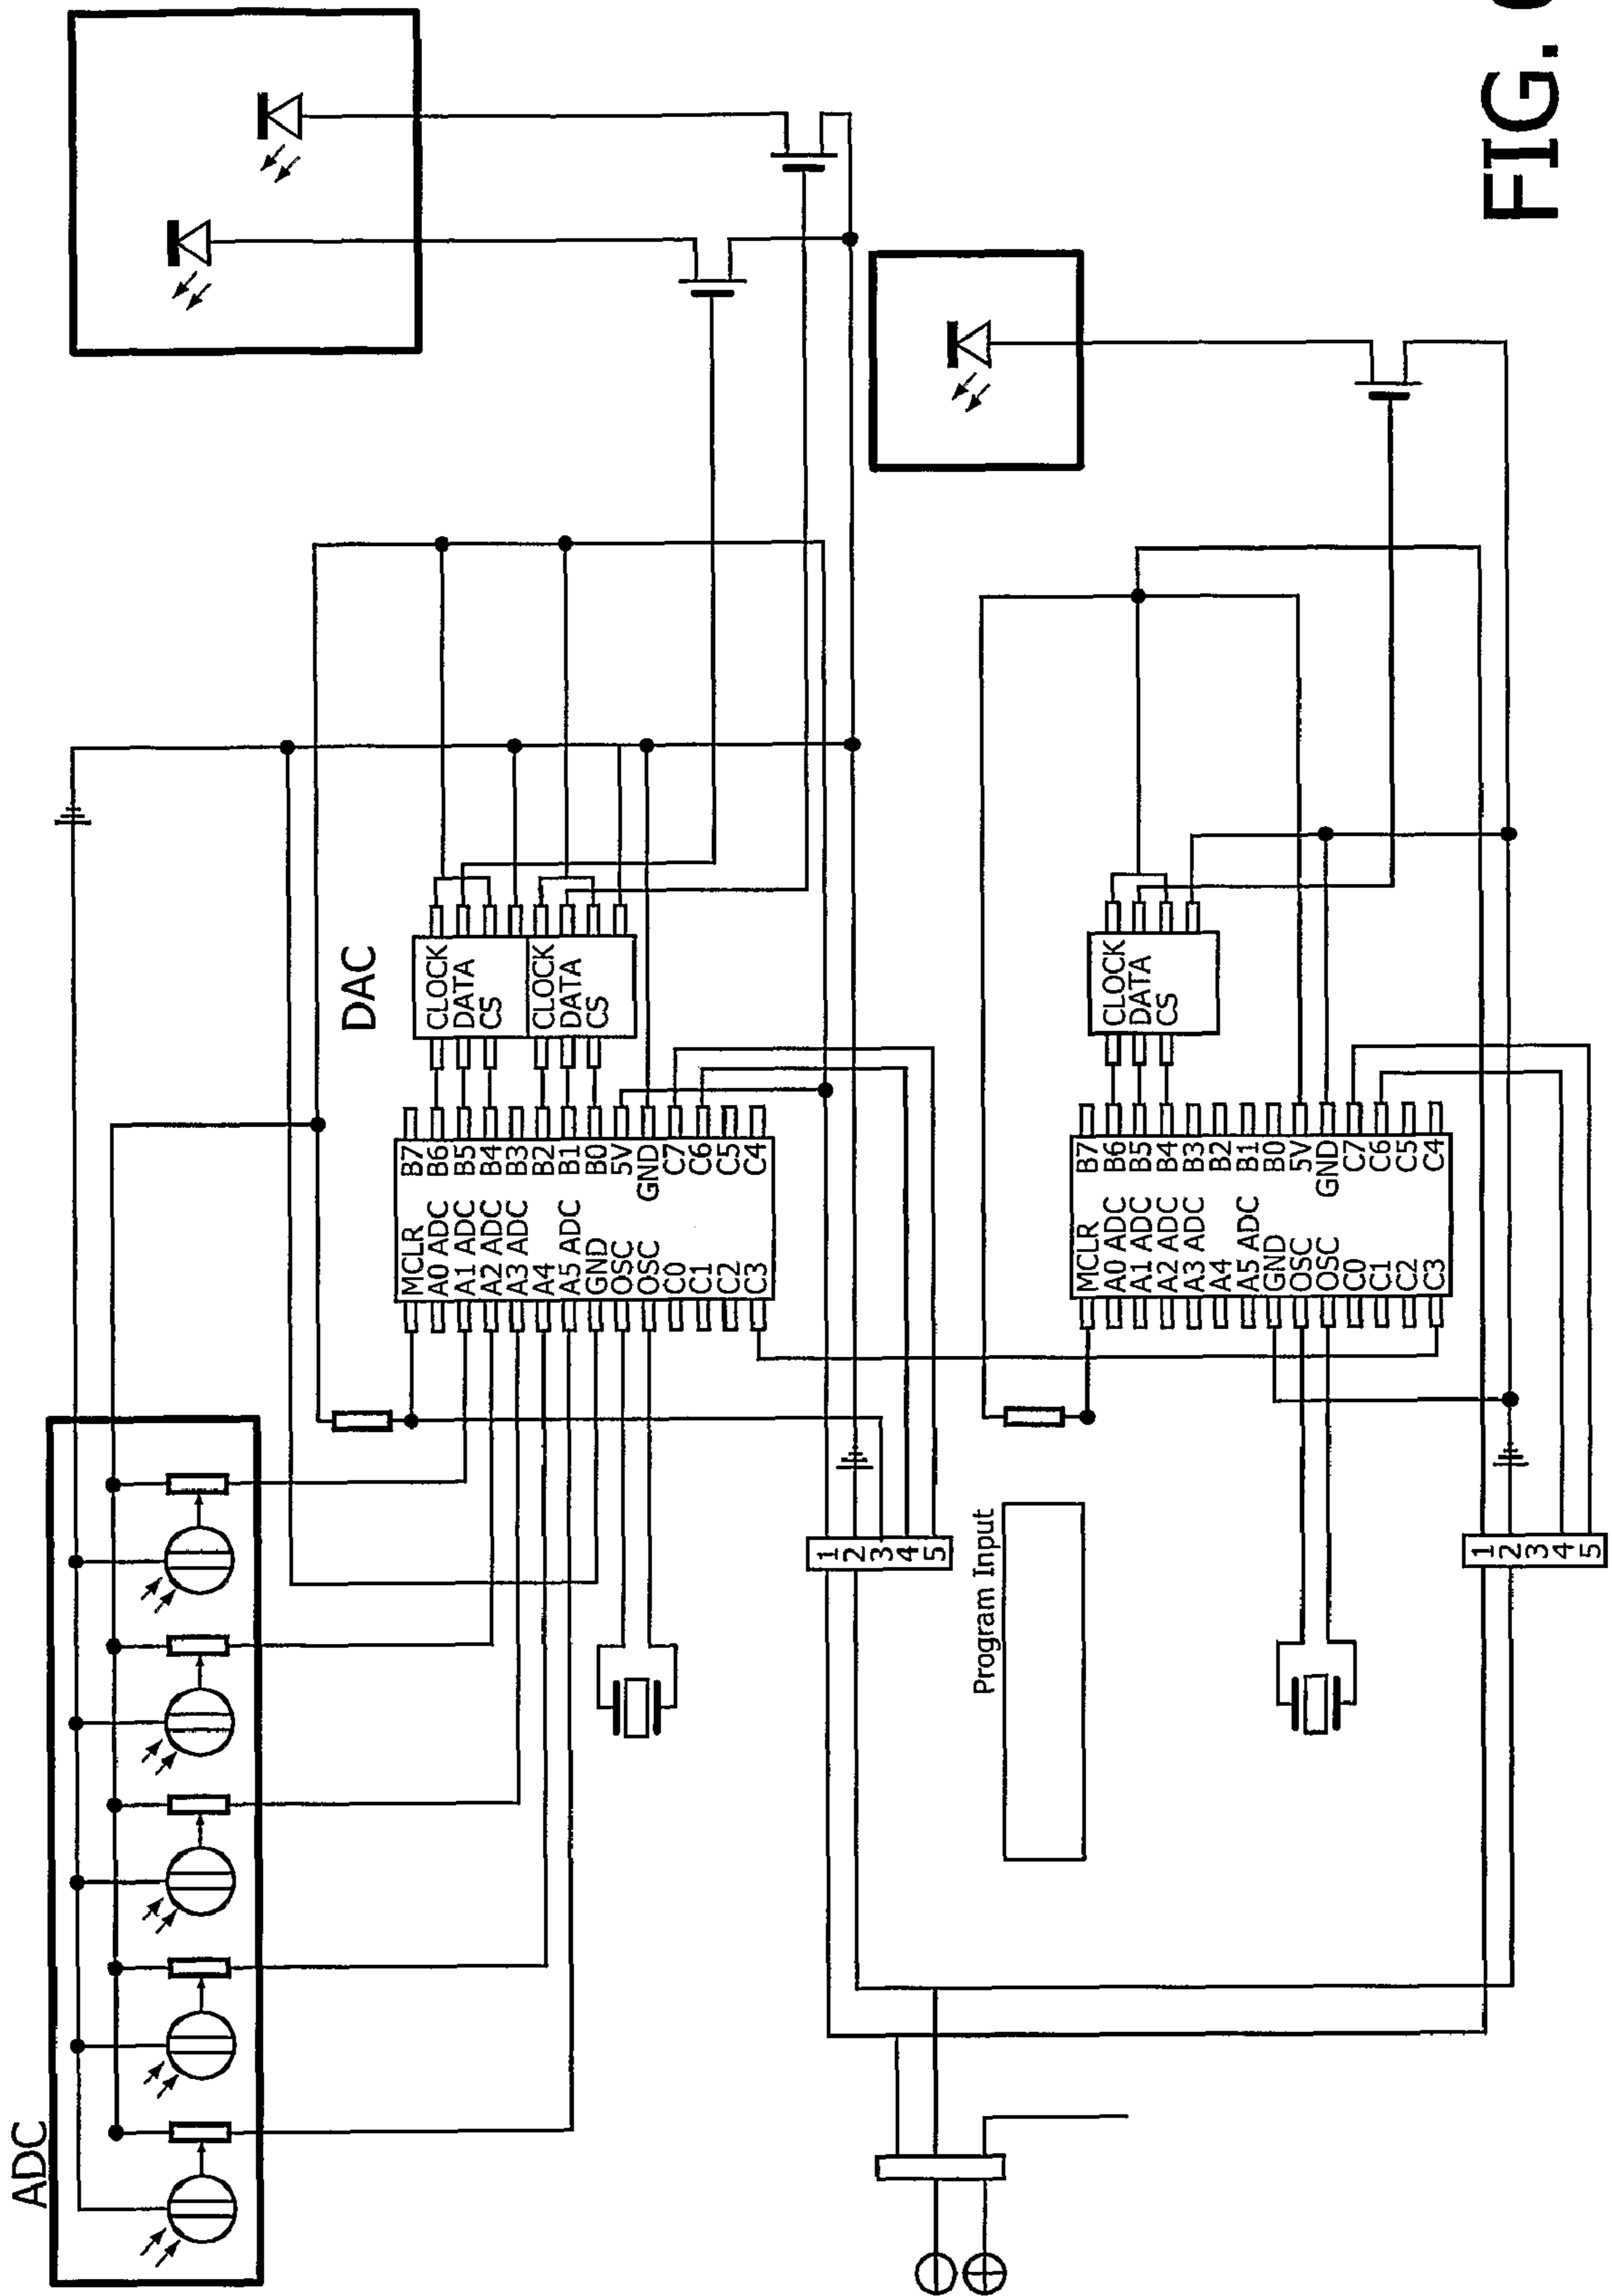 ADC
DAC
MCLR B7
A0 ADC B6
A1 ADC B5
A2 ADC B4
A3 ADC B3
A4 B2
A5 ADC B1
GND B0
OSC 5V
OSC GND
C0 C7
C1 C6
C2 C5
C3 C4
CLOCK
DATA
CS
CLOCK
DATA
CS
1
2
3
4
5
Program Input
MCLR B7
A0 ADC B6
A1 ADC B5
A2 ADC B4
A3 ADC B3
A4 B2
A5 ADC B1
GND B0
OSC 5V
OSC GND
C0 C7
C1 C6
C2 C5
C3 C4
CLOCK
DATA
CS
1
2
3
4
5
FIG.